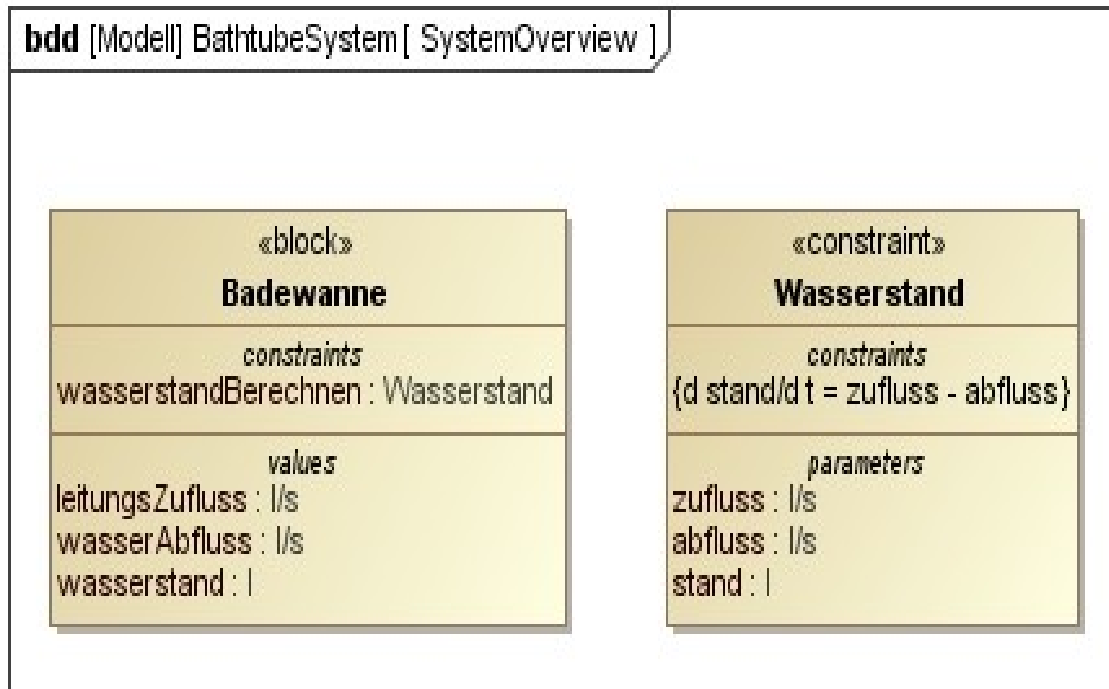 bdd [Modell] BathtubeSystem [ SystemOverview ]
«block»
Badewanne
constraints
wasserstandBerechnen : Wasserstand
values
leitungsZufluss : l/s
wasserAbfluss : l/s
wasserstand : l
«constraint»
Wasserstand
constraints
{d stand/d t = zufluss - abfluss}
parameters
zufluss : l/s
abfluss : l/s
stand : l